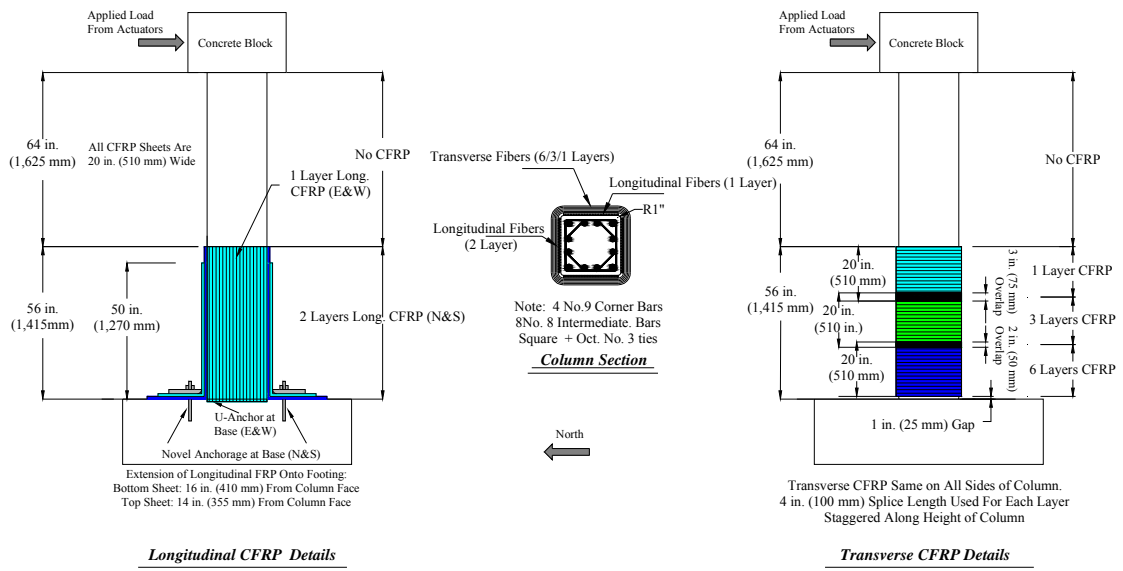 Applied Load
From Actuators
Concrete Block
64 in.
(1,625 mm)
All CFRP Sheets Are
20 in. (510 mm) Wide
No CFRP
1 Layer Long.
CFRP (E&W)
56 in.
(1,415mm)
50 in.
(1,270 mm)
2 Layers Long. CFRP (N&S)
U-Anchor at
Base (E&W)
Novel Anchorage at Base (N&S)
Extension of Longitudinal FRP Onto Footing:
Bottom Sheet: 16 in. (410 mm) From Column Face
Top Sheet: 14 in. (355 mm) From Column Face
Longitudinal CFRP Details
Transverse Fibers (6/3/1 Layers)
Longitudinal Fibers (1 Layer)
R1"
Longitudinal Fibers
(2 Layer)
Note: 4 No.9 Corner Bars
8No. 8 Intermediate. Bars
Square + Oct. No. 3 ties
Column Section
North
Applied Load
From Actuators
Concrete Block
64 in.
(1,625 mm)
No CFRP
56 in.
(1,415 mm)
20 in.
(510 mm)
20 in.
(510 in.)
20 in.
(510 mm)
3 in. (75 mm)
Overlap
2 in. (50 mm)
Overlap
1 Layer CFRP
3 Layers CFRP
6 Layers CFRP
1 in. (25 mm) Gap
Transverse CFRP Same on All Sides of Column.
4 in. (100 mm) Splice Length Used For Each Layer
Staggered Along Height of Column
Transverse CFRP Details